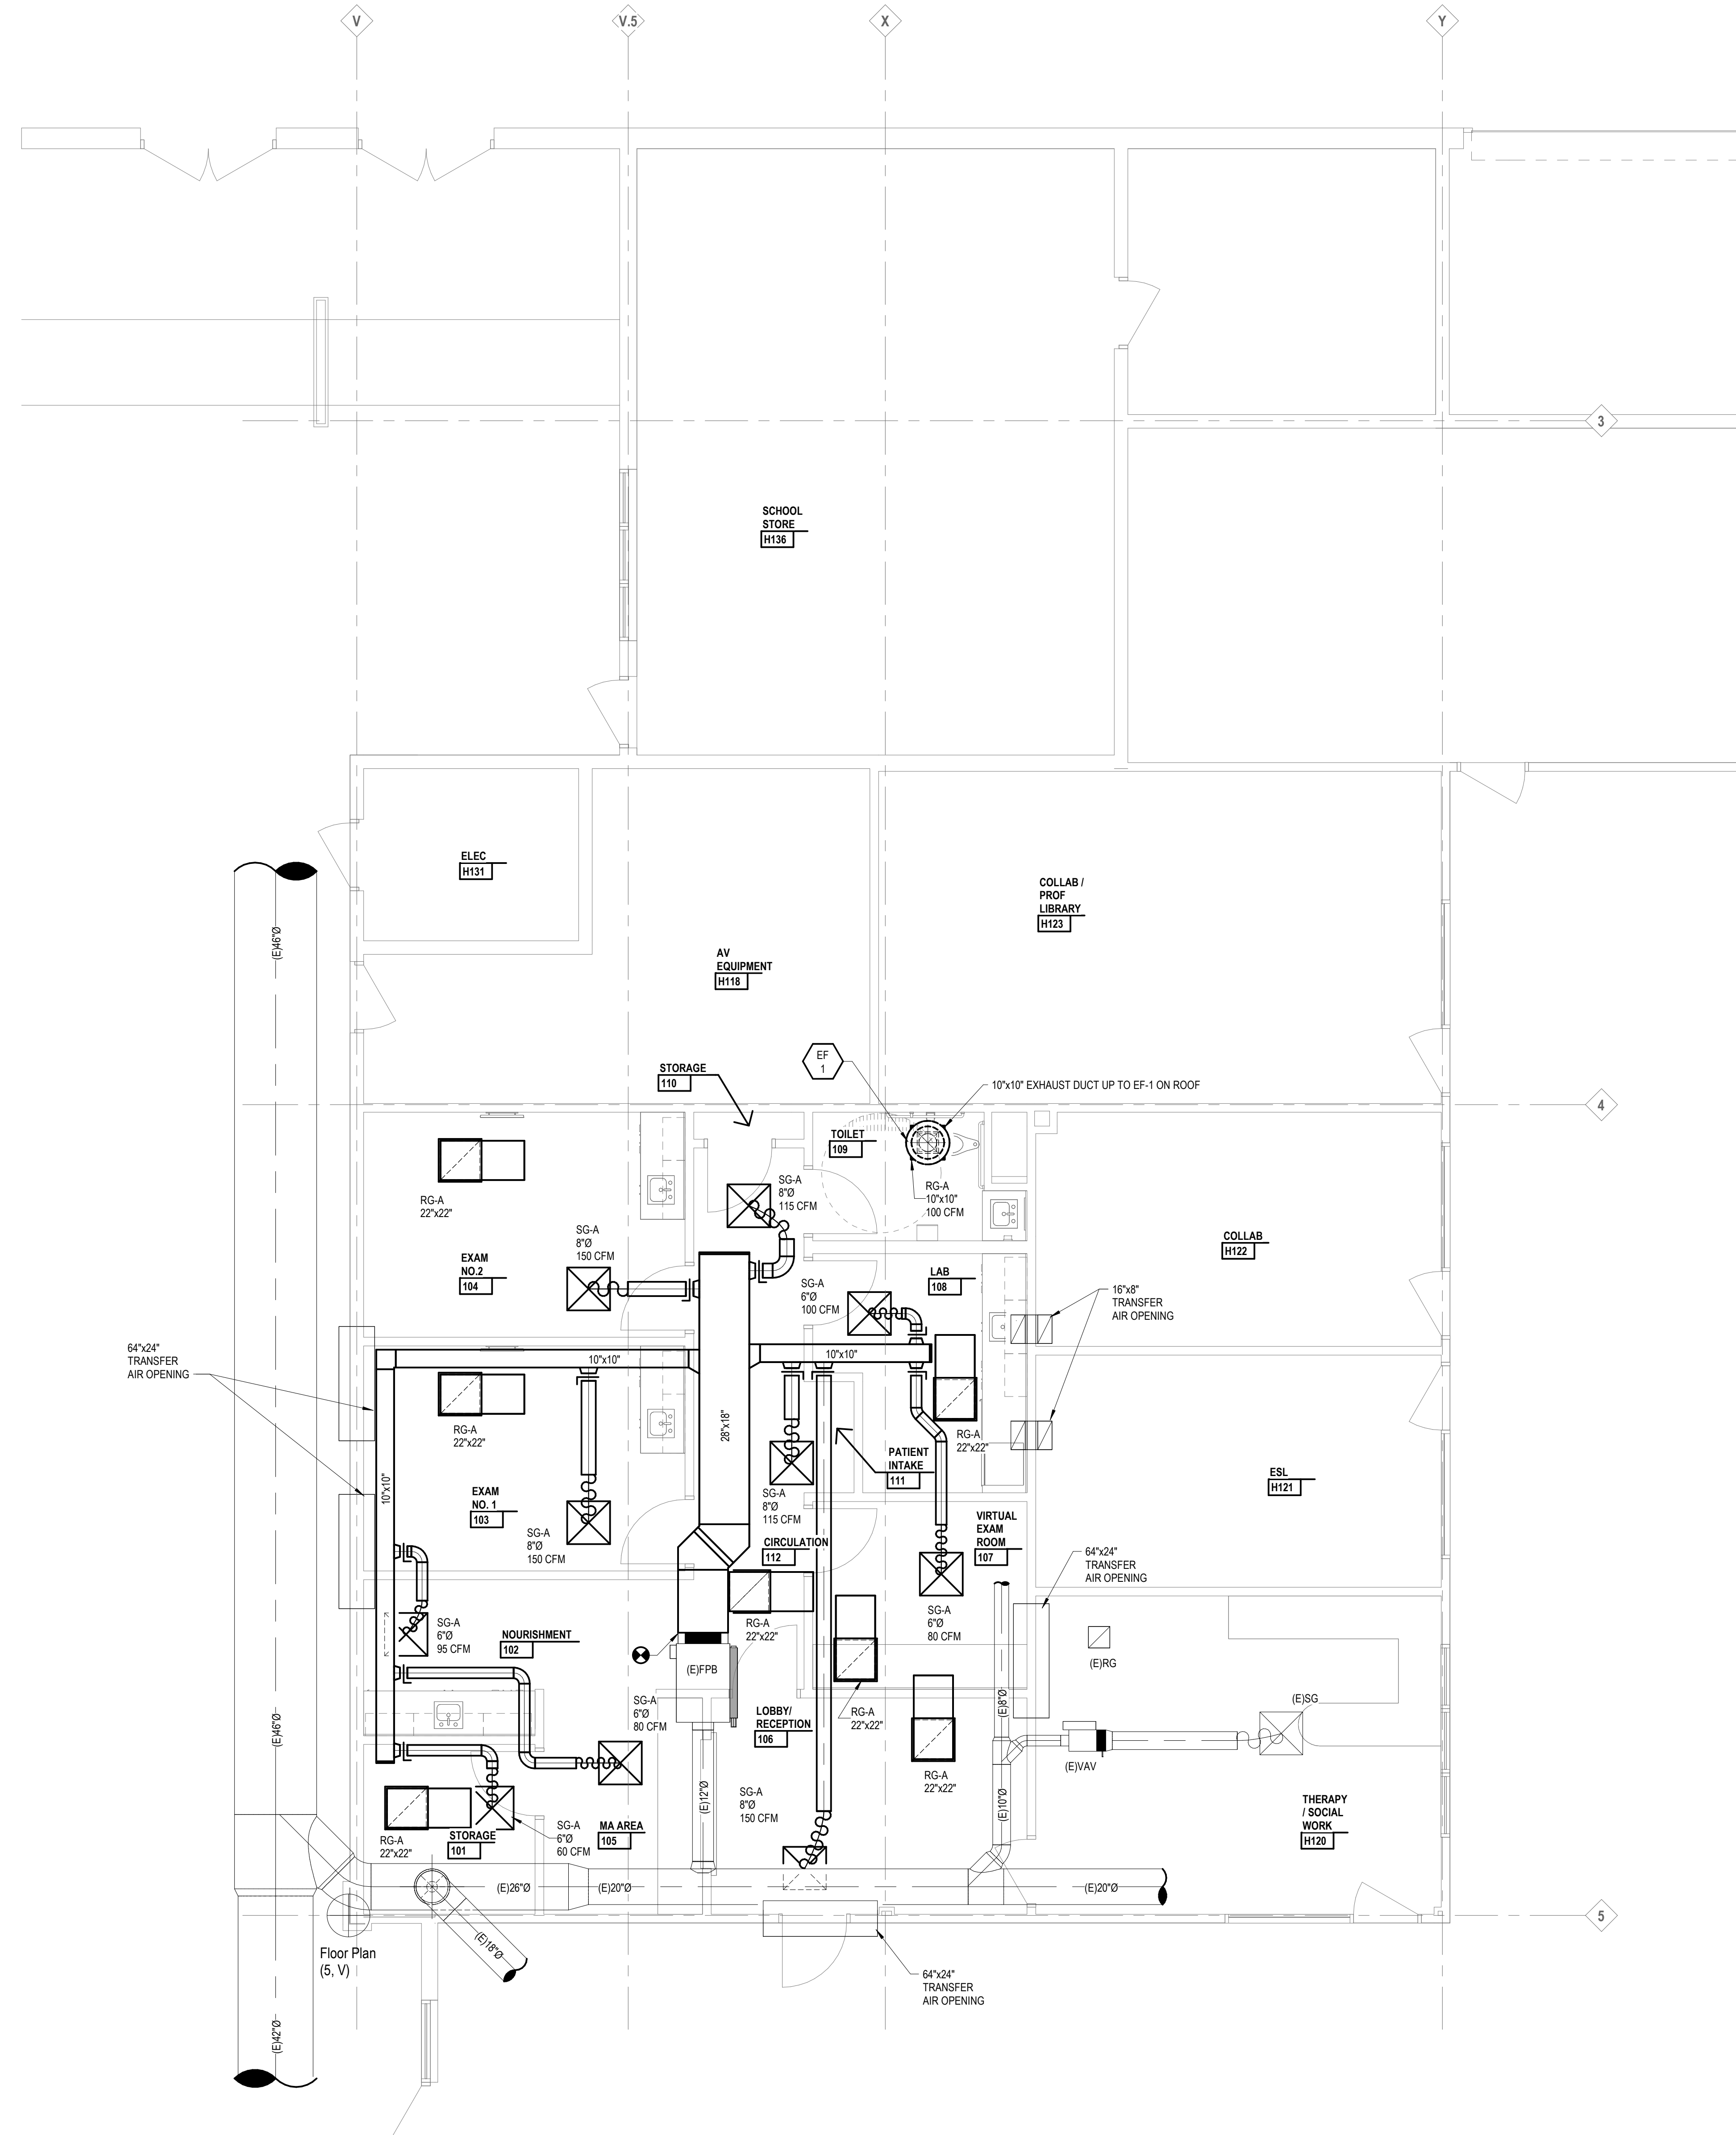 V
V.5
X
Y
3
SCHOOL
STORE
H136
ELEC
H131
COLLAB /
PROF
LIBRARY
H123
(E)46"Ø
AV
EQUIPMENT
H118
EF
1
STORAGE
110
10"x10" EXHAUST DUCT UP TO EF-1 ON ROOF
4
TOILET
109
SG-A
8"Ø
115 CFM
RG-A
10"x10"
100 CFM
RG-A
22"x22"
SG-A
8"Ø
150 CFM
COLLAB
H122
EXAM
NO.2
104
LAB
108
SG-A
6"Ø
100 CFM
16"x8"
TRANSFER
AIR OPENING
64"x24"
TRANSFER
AIR OPENING
10"x10"
10"x10"
28"x18"
RG-A
22"x22"
RG-A
22"x22"
PATIENT
INTAKE
111
10"x10"
EXAM
NO. 1
103
ESL
H121
SG-A
8"Ø
115 CFM
SG-A
8"Ø
150 CFM
VIRTUAL
EXAM
ROOM
107
CIRCULATION
112
64"x24"
TRANSFER
AIR OPENING
SG-A
6"Ø
95 CFM
NOURISHMENT
102
RG-A
22"x22"
SG-A
6"Ø
80 CFM
(E)FPB
(E)RG
(E)46"Ø
SG-A
6"Ø
80 CFM
LOBBY/
RECEPTION
106
RG-A
22"x22"
(E)8"Ø
(E)SG
(E)VAV
RG-A
22"x22"
(E)12"Ø
SG-A
8"Ø
150 CFM
(E)10"Ø
THERAPY
/ SOCIAL
WORK
H120
RG-A
22"x22"
STORAGE
101
SG-A
6"Ø
60 CFM
MA AREA
105
(E)26"Ø
(E)20"Ø
(E)20"Ø
5
(E)18"Ø
Floor Plan
(5, V)
64"x24"
TRANSFER
AIR OPENING
(E)42"Ø